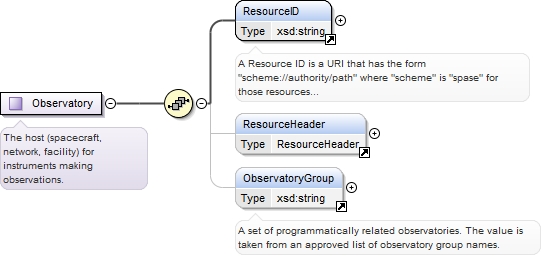 ResourceID
Type xsd:string
A Resource ID is a URI that has the form
"scheme://authority/path" where "scheme" is "spase" for
those resources...
Observatory
The host (spacecraft,
network, facility) for
instruments making
observations.
ResourceHeader
Type ResourceHeader
ObservatoryGroup
Type xsd:string
A set of programmatically related observatories. The value is
taken from an approved list of observatory group names.